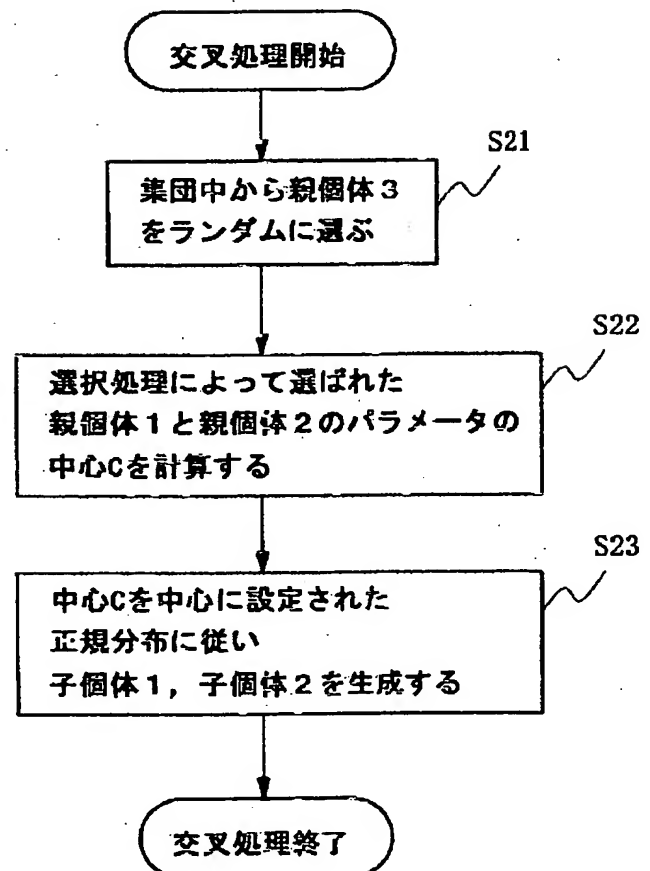 交叉処理開始
S21
集団中から親個体3
をランダムに選ぶ
S22
選択処理によって選ばれた
親個体1と親個体2のパラメータの
中心Cを計算する
S23
中心Cを中心に設定された
正規分布に従い
子個体1，子個体2を生成する
交叉処理終了